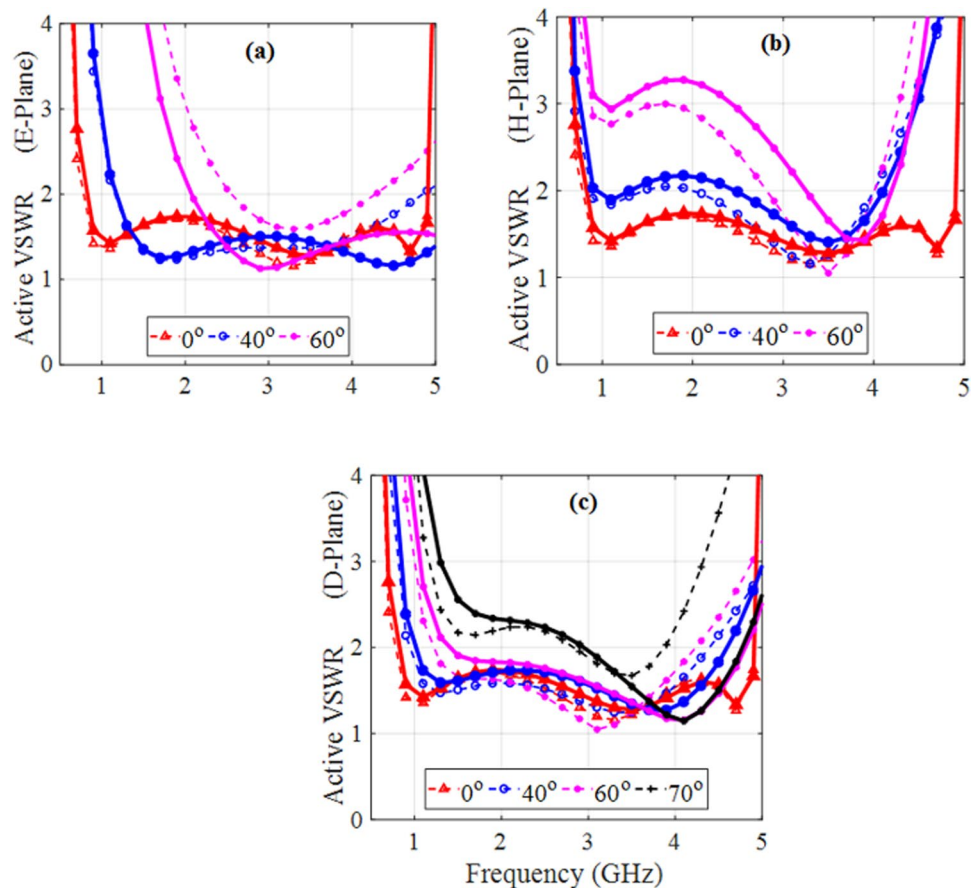 (a)
(E-Plane)
Active VSWR
4
3
2
1
0
1 2 3 4 5
0° 40° 60°
(b)
(H-Plane)
Active VSWR
4
3
2
1
0
1 2 3 4 5
0° 40° 60°
(c)
(D-Plane)
Active VSWR
4
3
2
1
0
1 2 3 4 5
0° 40° 60° 70°
Frequency (GHz)